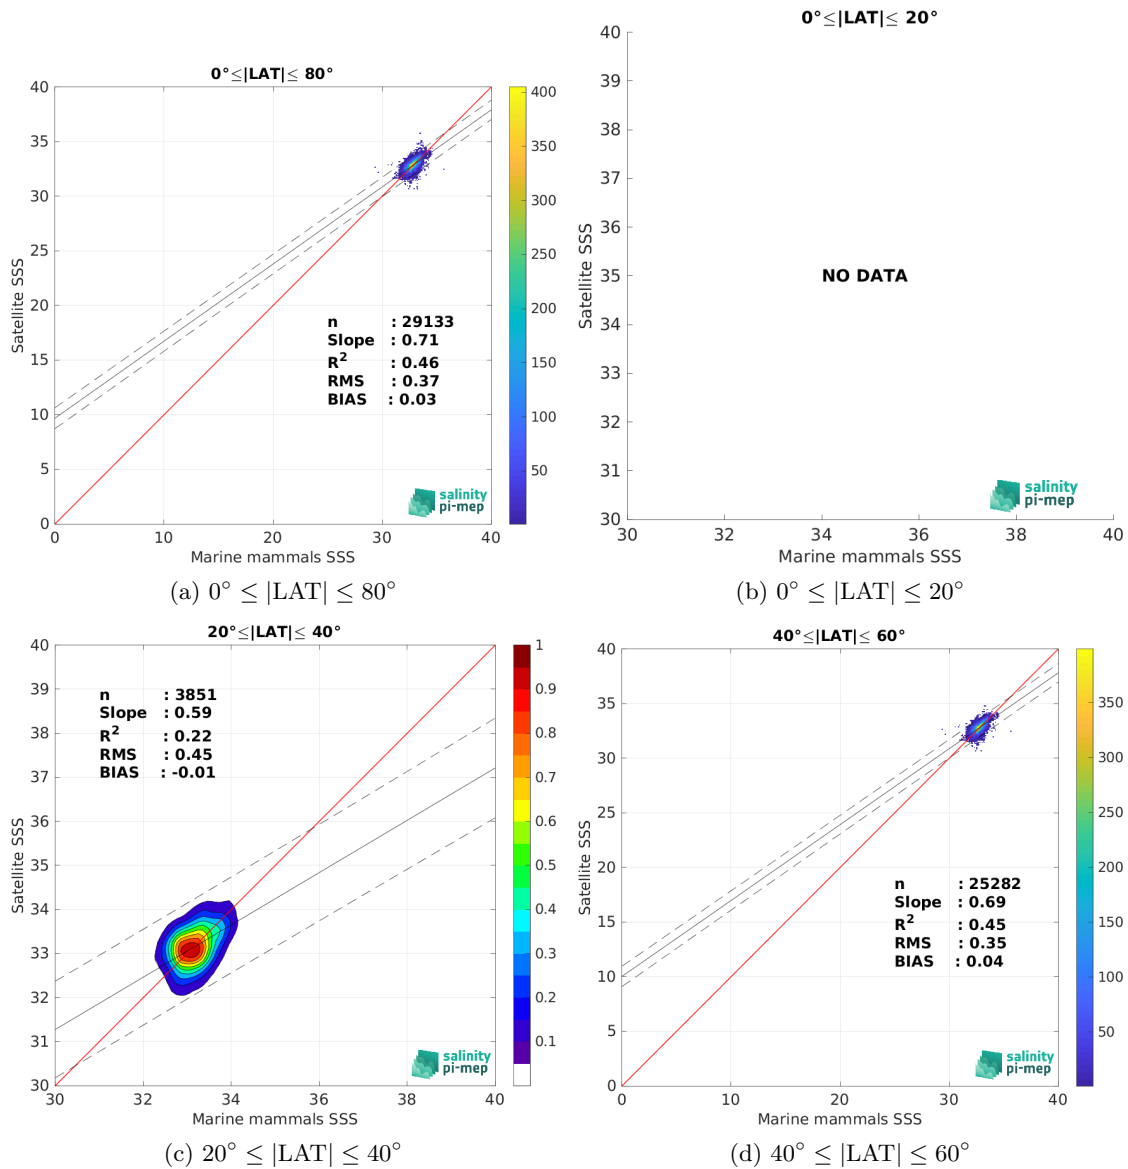 0°≤|LAT|≤ 80°
40
35
30
25
20
15
10
5
0
Satellite SSS
n : 29133
Slope : 0.71
R² : 0.46
RMS : 0.37
BIAS : 0.03
salinity
pi-mep
0 10 20 30 40
Marine mammals SSS
400
350
300
250
200
150
100
50
(a) 0° ≤ |LAT| ≤ 80°
0°≤|LAT|≤ 20°
40
39
38
37
36
35
34
33
32
31
30
Satellite SSS
NO DATA
salinity
pi-mep
30 32 34 36 38 40
Marine mammals SSS
(b) 0° ≤ |LAT| ≤ 20°
20°≤|LAT|≤ 40°
40
39
38
37
36
35
34
33
32
31
30
Satellite SSS
n : 3851
Slope : 0.59
R² : 0.22
RMS : 0.45
BIAS : -0.01
salinity
pi-mep
30 32 34 36 38 40
Marine mammals SSS
1
0.9
0.8
0.7
0.6
0.5
0.4
0.3
0.2
0.1
(c) 20° ≤ |LAT| ≤ 40°
40°≤|LAT|≤ 60°
40
35
30
25
20
15
10
5
0
Satellite SSS
n : 25282
Slope : 0.69
R² : 0.45
RMS : 0.35
BIAS : 0.04
salinity
pi-mep
0 10 20 30 40
Marine mammals SSS
350
300
250
200
150
100
50
(d) 40° ≤ |LAT| ≤ 60°